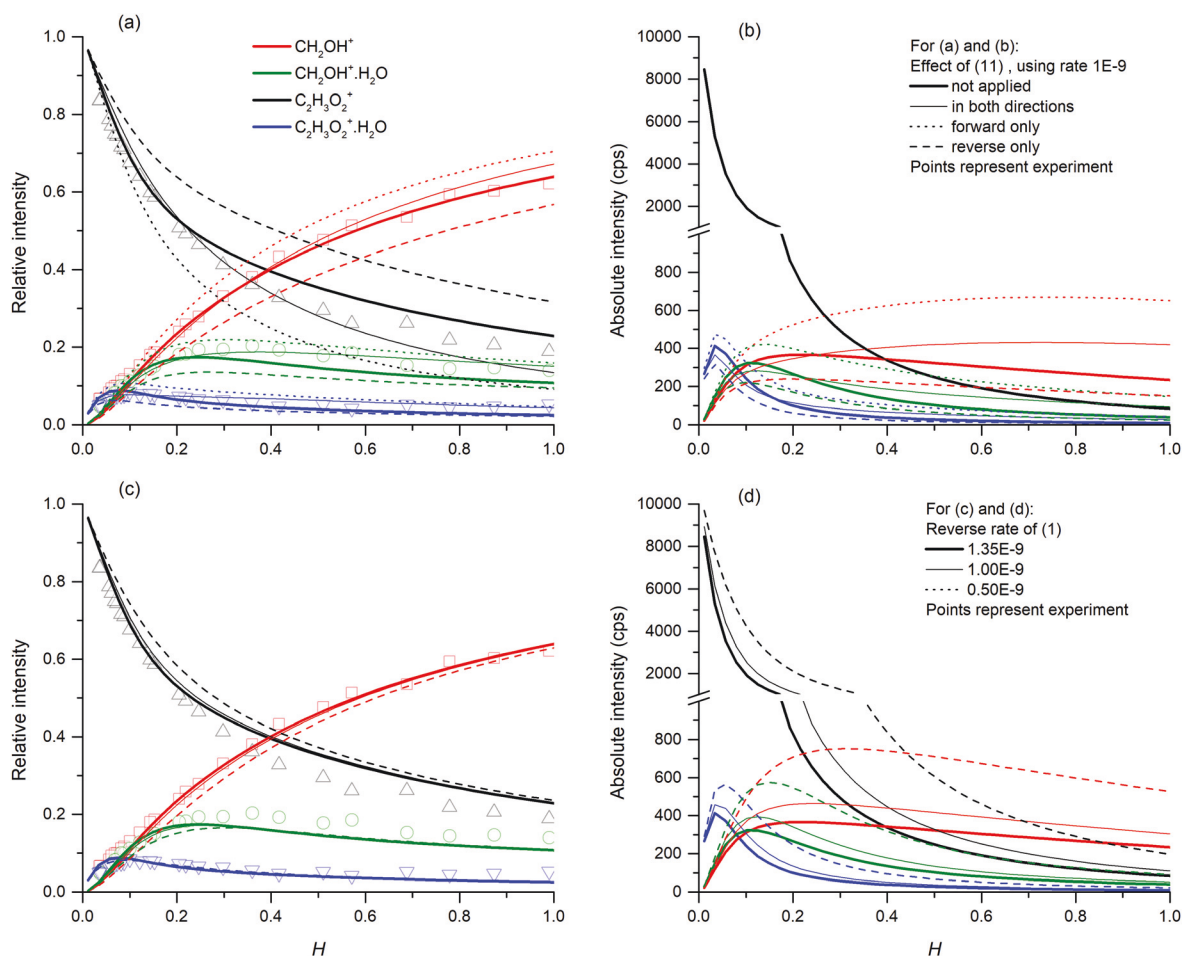 (a)
CH₂OH⁺
CH₂OH⁺.H₂O
C₂H₃O₂⁺
C₂H₃O₂⁺.H₂O
Relative intensity
1.0
0.8
0.6
0.4
0.2
0.0
0.0 0.2 0.4 0.6 0.8 1.0
(b)
For (a) and (b):
Effect of (11) , using rate 1E-9
not applied
in both directions
forward only
reverse only
Points represent experiment
Absolute intensity (cps)
10000
8000
6000
4000
2000
800
600
400
200
0
0.0 0.2 0.4 0.6 0.8 1.0
(c)
Relative intensity
1.0
0.8
0.6
0.4
0.2
0.0
0.0 0.2 0.4 0.6 0.8 1.0
H
(d)
For (c) and (d):
Reverse rate of (1)
1.35E-9
1.00E-9
0.50E-9
Points represent experiment
Absolute intensity (cps)
10000
8000
6000
4000
2000
800
600
400
200
0
0.0 0.2 0.4 0.6 0.8 1.0
H